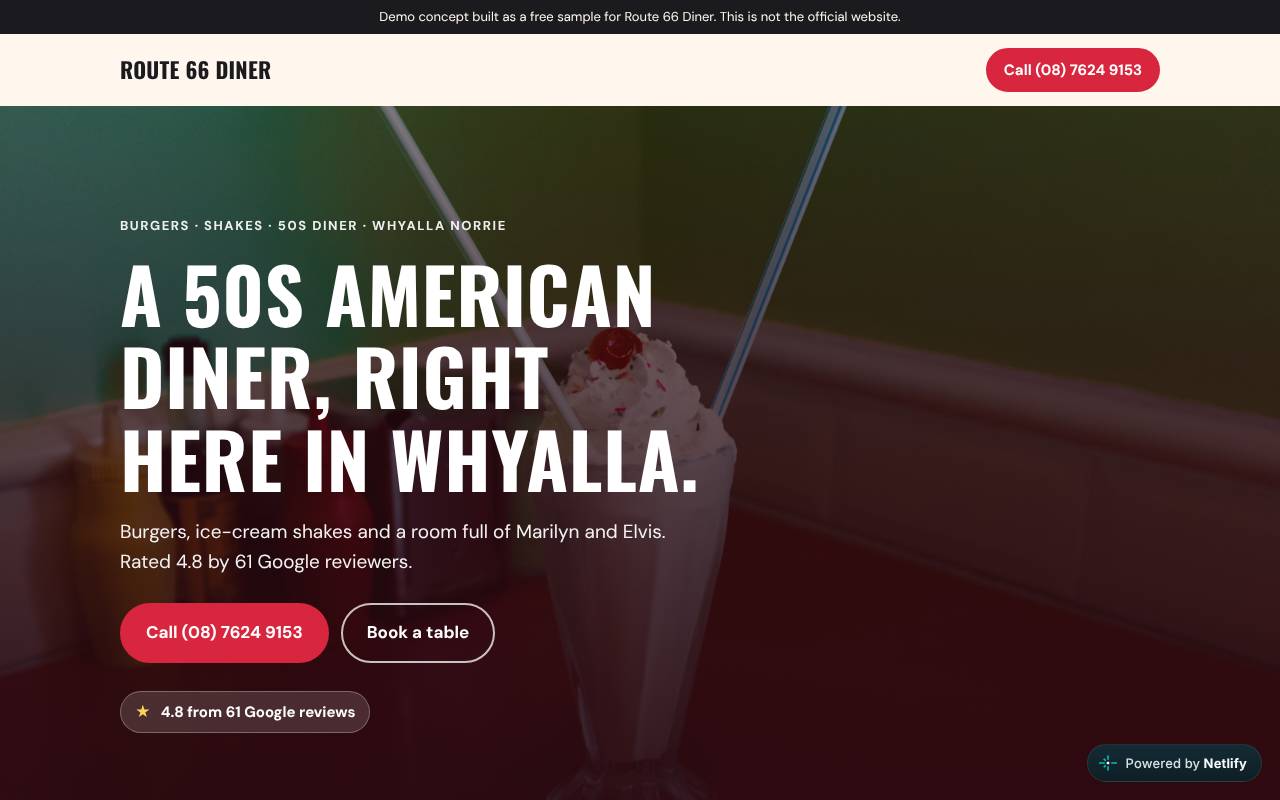 Demo concept built as a free sample for Route 66 Diner. This is not the official website.
ROUTE 66 DINER
Call (08) 7624 9153
BURGERS · SHAKES · 50S DINER · WHYALLA NORRIE
A 50S AMERICAN
DINER, RIGHT
HERE IN WHYALLA.
Burgers, ice-cream shakes and a room full of Marilyn and Elvis.
Rated 4.8 by 61 Google reviewers.
Call (08) 7624 9153
Book a table
★ 4.8 from 61 Google reviews
Powered by Netlify